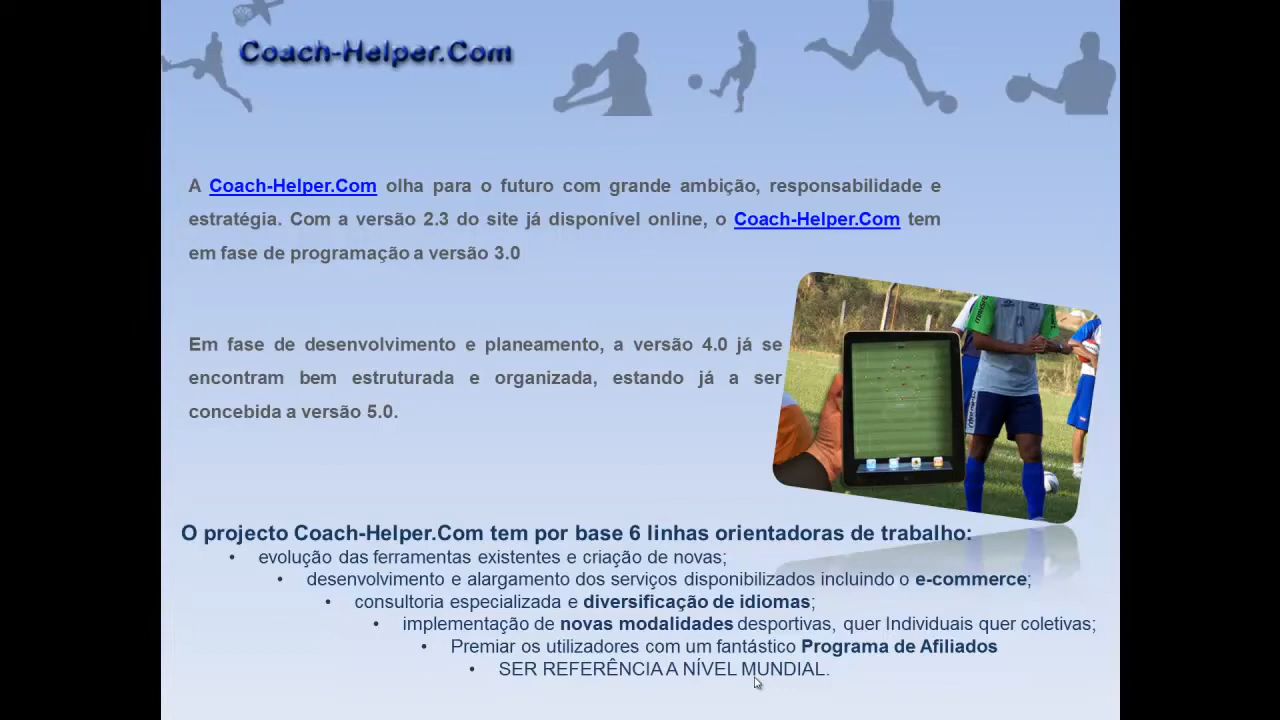 Coach-Helper.Com
A Coach-Helper.Com olha para o futuro com grande ambição, responsabilidade e
estratégia. Com a versão 2.3 do site já disponível online, o Coach-Helper.Com tem
em fase de programação a versão 3.0
Em fase de desenvolvimento e planeamento, a versão 4.0 já se
encontram bem estruturada e organizada, estando já a ser
concebida a versão 5.0.
O projecto Coach-Helper.Com tem por base 6 linhas orientadoras de trabalho:
• evolução das ferramentas existentes e criação de novas;
• desenvolvimento e alargamento dos serviços disponibilizados incluindo o e-commerce;
• consultoria especializada e diversificação de idiomas;
• implementação de novas modalidades desportivas, quer Individuais quer coletivas;
• Premiar os utilizadores com um fantástico Programa de Afiliados
• SER REFERÊNCIA A NÍVEL MUNDIAL.